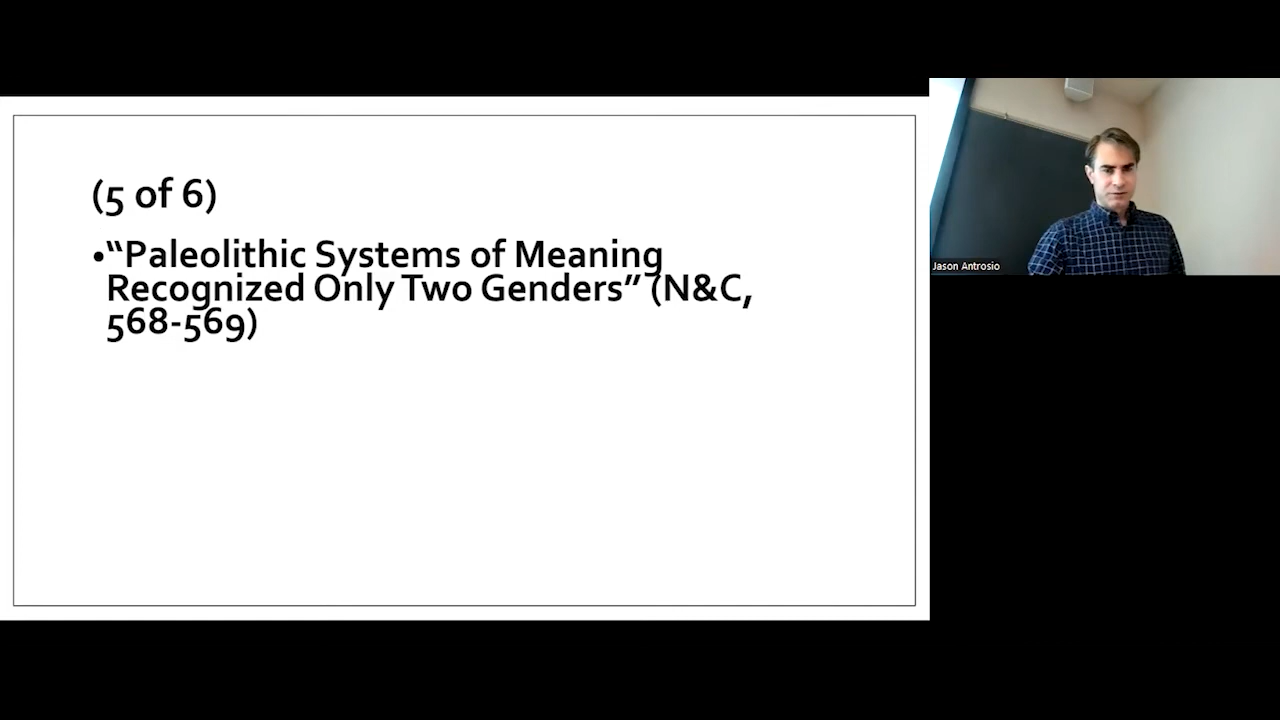 (5 of 6)
•“Paleolithic Systems of Meaning
Recognized Only Two Genders” (N&C,
568-569)
Jason Antrosio